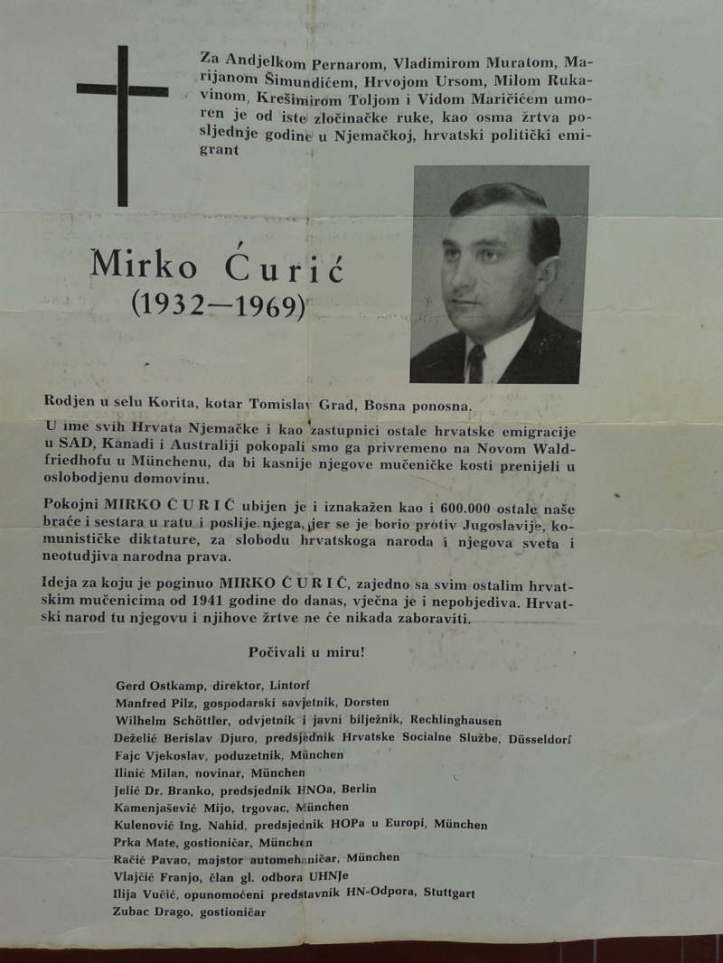 Za Andjelkom Pernarom, Vladimirom Muratom, Ma-
rijanom Šimundićem, Hrvojom Ursom, Milom Ruka-
vinom, Krešimirom Toljom i Vidom Maričićem umo-
ren je od iste zločinačke ruke, kao osma žrtva po-
sljednje godine u Njemačkoj, hrvatski politički emi-
grant
Mirko Ćurić
(1932—1969)
Rodjen u selu Korita, kotar Tomislav Grad, Bosna ponosna.
U ime svih Hrvata Njemačke i kao zastupnici ostale hrvatske emigracije
u SAD, Kanadi i Australiji pokopali smo ga privremeno na Novom Wald-
friedhofu u Münchenu, da bi kasnije njegove mučeničke kosti prenijeli u
oslobodjenu domovinu.
Pokojni MIRKO ĆURIĆ ubijen je i iznakažen kao i 600.000 ostale naše
braće i sestara u ratu i poslije njega, jer se je borio protiv Jugoslavije, ko-
munističke diktature, za slobodu hrvatskoga naroda i njegova sveta i
neotudjiva narodna prava.
Ideja za koju je poginuo MIRKO ĆURIĆ, zajedno sa svim ostalim hrvat-
skim mučenicima od 1941 godine do danas, vječna je i nepobjediva. Hrvat-
ski narod tu njegovu i njihove žrtve ne će nikada zaboraviti.
Počivali u miru!
Gerd Ostkamp, direktor, Lintorf
Manfred Pilz, gospodarski savjetnik, Dorsten
Wilhelm Schöttler, odvjetnik i javni bilježnik, Rechlinghausen
Deželić Berislav Djuro, predsjednik Hrvatske Socialne Službe, Düsseldorf
Fajc Vjekoslav, poduzetnik, München
Ilinić Milan, novinar, München
Jelić Dr. Branko, predsjednik HNOa, Berlin
Kamenjašević Mijo, trgovac, München
Kulenović Ing. Nahid, predsjednik HOPa u Europi, München
Prka Mate, gostioničar, München
Račić Pavao, majstor automehaničar, München
Vlajčić Franjo, član gl. odbora UHNJe
Ilija Vučić, opunomoćeni predstavnik HN-Odpora, Stuttgart
Zubac Drago, gostioničar